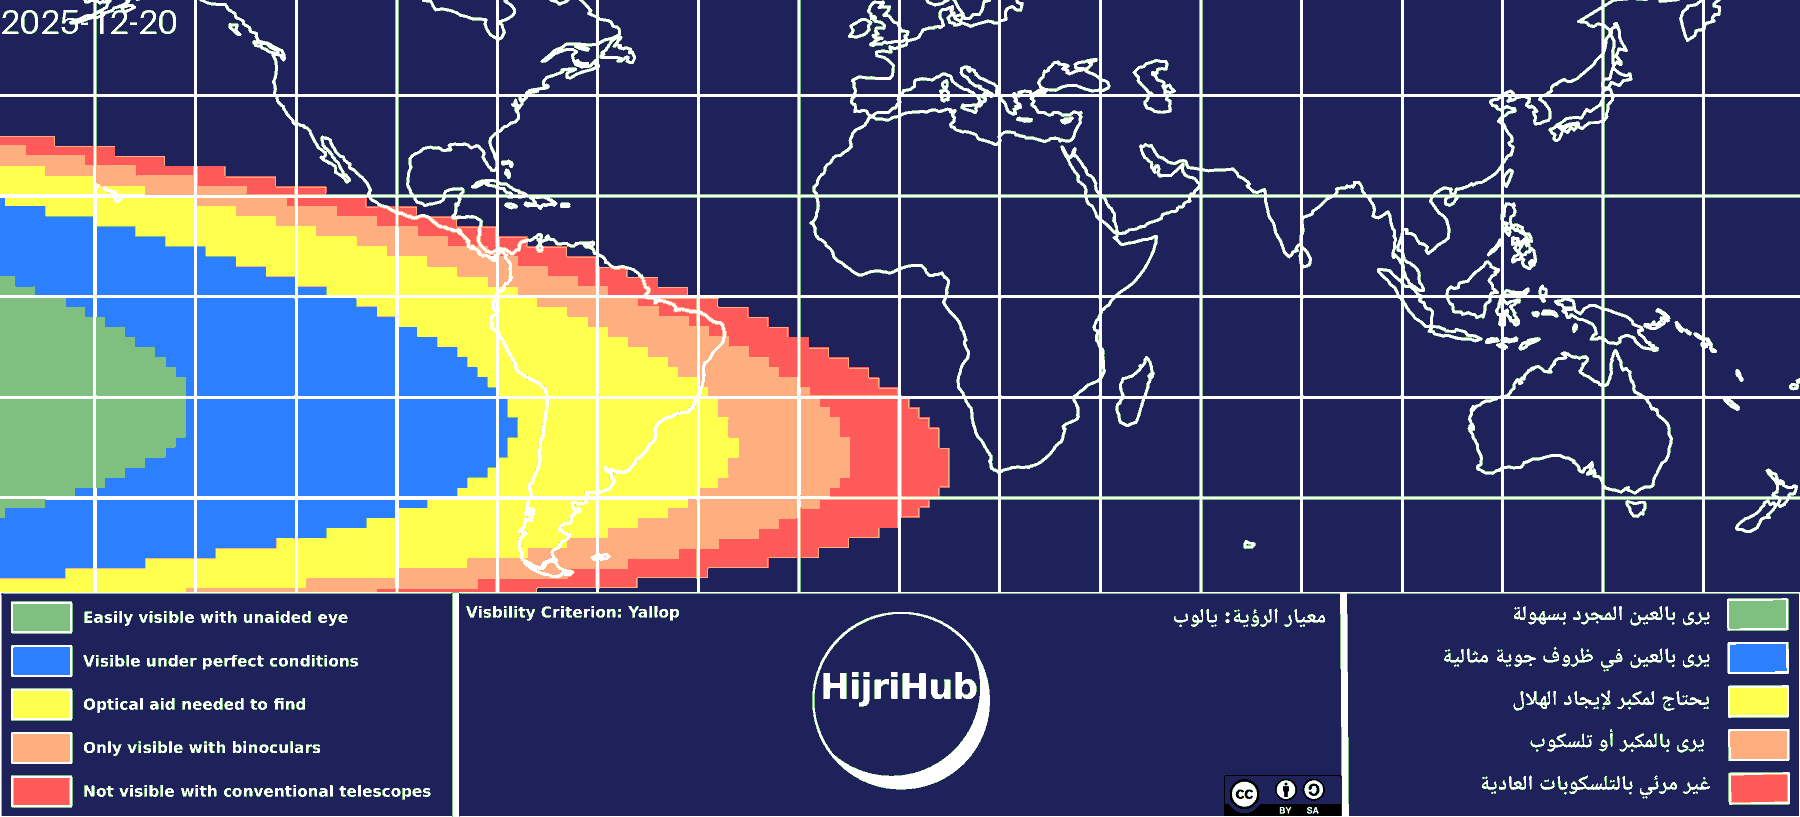 2025-12-20
Easily visible with unaided eye
Visible under perfect conditions
Optical aid needed to find
Only visible with binoculars
Not visible with conventional telescopes
Visbility Criterion: Yallop
معيار الرؤية: يالوب
HijriHub
cc
BY SA
يرى بالعين المجرد بسهولة
يرى بالعين في ظروف جوية مثالية
يحتاج لمكبر لإيجاد الهلال
يرى بالمكبر أو تلسكوب
غير مرئي بالتلسكوبات العادية